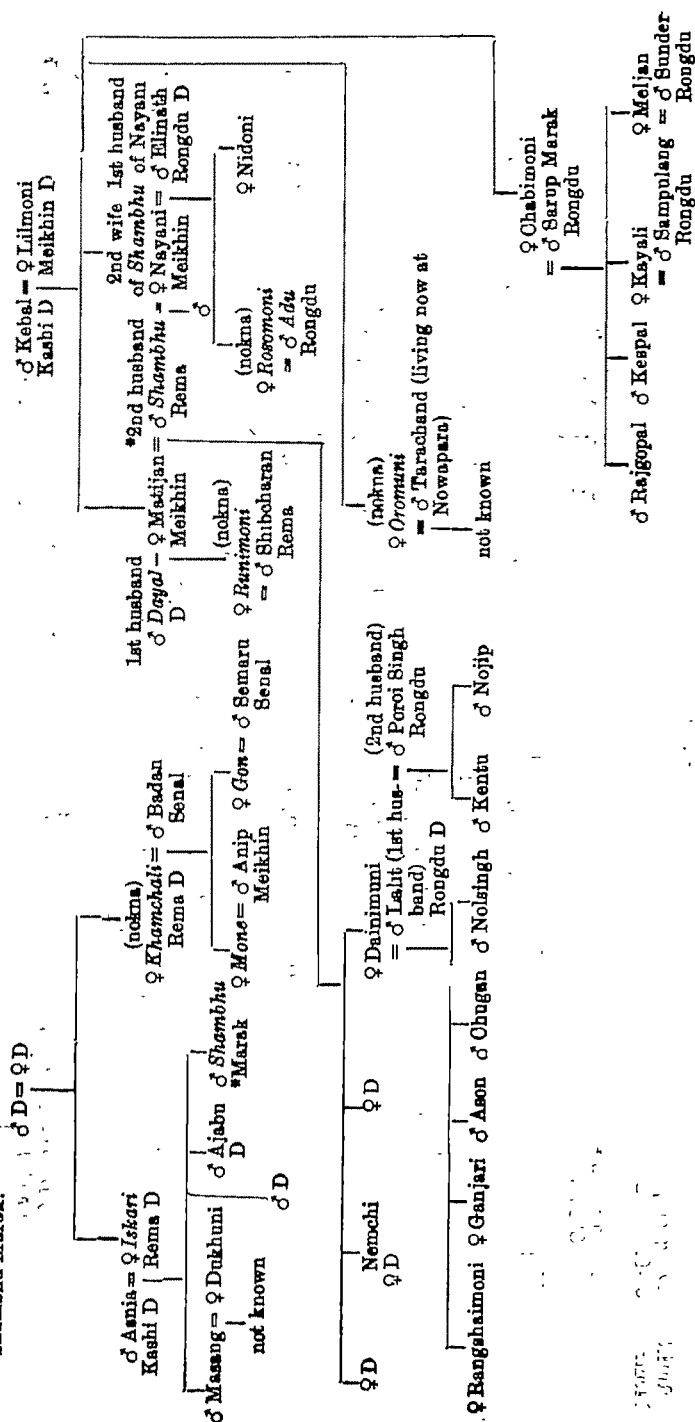 ♂ D = ♀ D
♂ Asnia = ♀ Iskari
Kashi D Rema D
(nokna)
♀ Khamchali = ♂ Badan
Rema D Senal
♂ Masang = ♀ Dukhuni
not known
♂ D
♂ Ajabu
D
♂ Shambhu
*Marak
♀ Mone = ♂ Anip
Meikhin
♀ Gon = ♂ Semaru
Senal
♂ Kebal = ♀ Lilmoni
Kashi D Meikhin D
1st husband
♂ Dayal - ♀ Matijan = ♂ Shambhu - ♀ Nayani = ♂ Elinath
D Meikhin Rema Meikhin Rongdu D
*2nd husband
2nd wife 1st husband
of Shambhu of Nayani
(nokna)
♀ Runimoni
= ♂ Shibcharan
Rema
♂
(nokna)
♀ Rosomoni
= ♂ Adu
Rongdu
♀ Nidoni
♀ D
Nemchi
♀ D
♀ D
♀ Dainimuni
= ♂ Lalit (1st hus- = ♂ Poroi Singh
band) Rongdu
Rongdu D
(2nd husband)
(nokna)
♀ Oromuni
= ♂ Tarachand (living now at
Nowapara)
not known
♀ Chabimoni
= ♂ Sarup Marak
Rongdu
♀ Rangshaimoni ♀ Ganjari ♂ Ason ♂ Chugan ♂ Nolsingh ♂ Kentu ♂ Nojip
♂ Rajgopal ♂ Kespal ♀ Kayali ♀ Meljan
= ♂ Sampulang = ♂ Sunder
Rongdu Rongdu